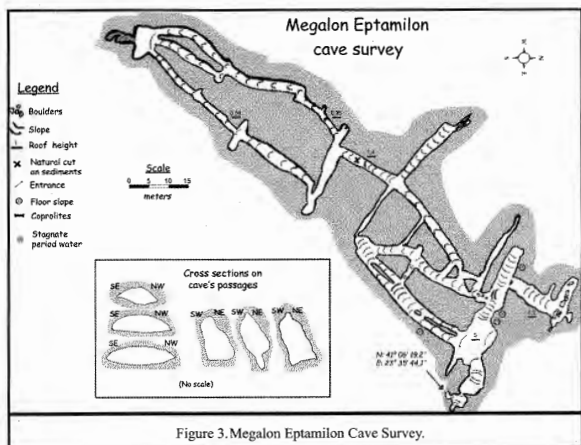 Megalon Eptamilon
cave survey
Legend
Boulders
Slope
Roof height
Natural cut
on sediments
Entrance
Floor slope
Coprolites
Stagnate
period water
Scale
0 5 10 15
meters
Cross sections on
cave's passages
SE NW
SW NE SW NE SW NE
SE NW
SE NW
(No scale)
N: 41° 06' 19,2"
E: 23° 35' 44,1"
Figure 3. Megalon Eptamilon Cave Survey.